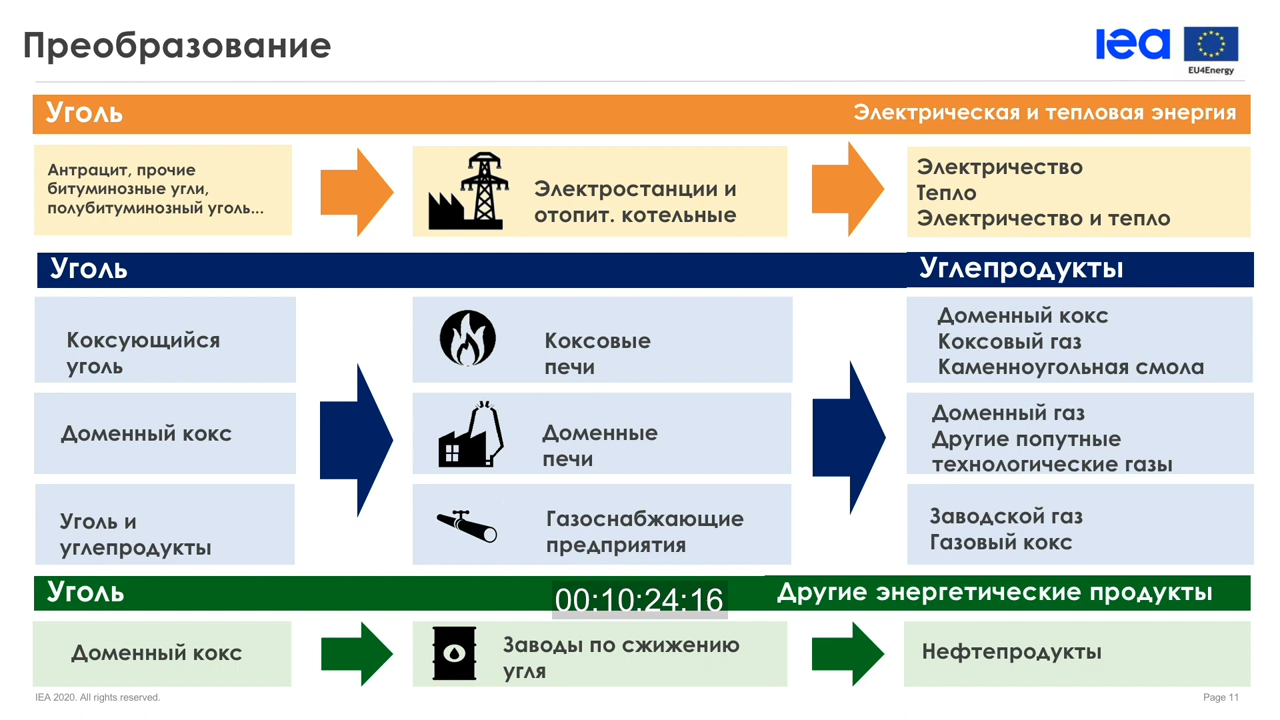 Преобразование
iea
EU4Energy
Уголь
Электрическая и тепловая энергия
Антрацит, прочие
битуминозные угли,
полубитуминозный уголь...
Электростанции и
отопит. котельные
Электричество
Тепло
Электричество и тепло
Уголь
Углепродукты
Коксующийся
уголь
Коксовые
печи
Доменный кокс
Коксовый газ
Каменноугольная смола
Доменный кокс
Доменные
печи
Доменный газ
Другие попутные
технологические газы
Уголь и
углепродукты
Газоснабжающие
предприятия
Заводской газ
Газовый кокс
Уголь
00:10:24:16
Другие энергетические продукты
Доменный кокс
Заводы по сжижению
угля
Нефтепродукты
IEA 2020. All rights reserved.
Page 11